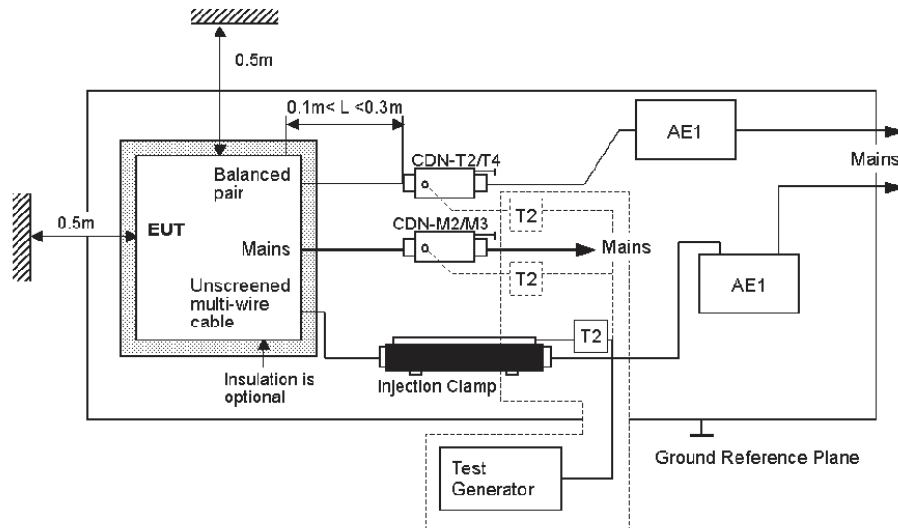 0.5m
0.1m< L <0.3m
AE1
CDN-T2/T4
Mains
Balanced
pair
T2
0.5m
EUT
CDN-M2/M3
Mains
Mains
T2
AE1
Unscreened
multi-wire
cable
T2
Insulation is
optional
Injection Clamp
Ground Reference Plane
Test
Generator